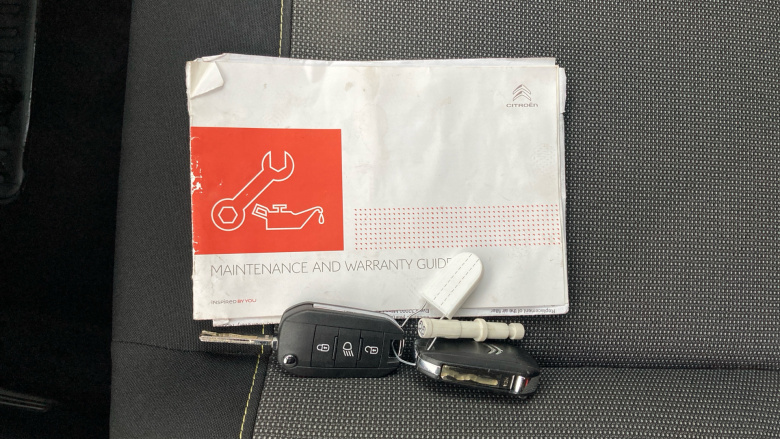 CITROËN
MAINTENANCE AND WARRANTY GUIDE
INSPIRED BY YOU